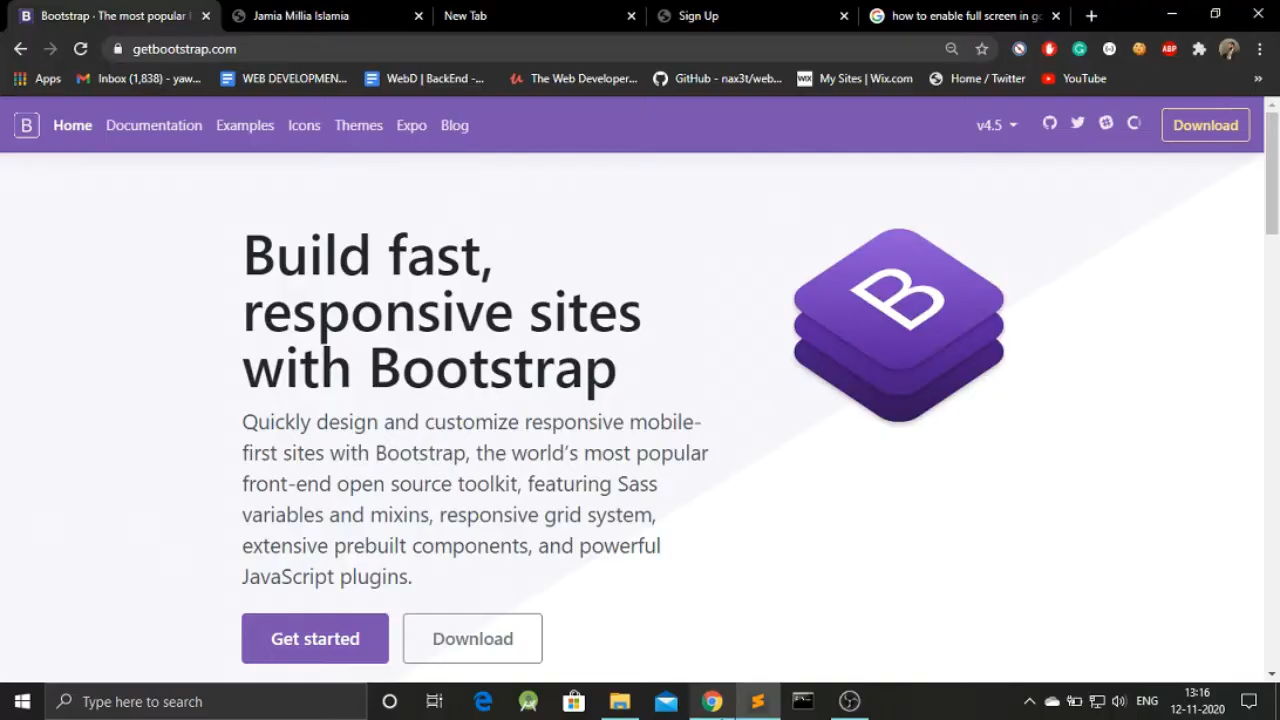 Bootstrap · The most popular
Jamia Millia Islamia
New Tab
Sign Up
how to enable full screen in go
getbootstrap.com
Apps
Inbox (1,838) - yaw...
WEB DEVELOPMEN...
WebD | BackEnd -...
The Web Developer...
GitHub - nax3t/web...
WIX
My Sites | Wix.com
Home / Twitter
YouTube
ABP
B
Home
Documentation
Examples
Icons
Themes
Expo
Blog
v4.5
Download
Build fast,
responsive sites
with Bootstrap
B
Quickly design and customize responsive mobile-
first sites with Bootstrap, the world’s most popular
front-end open source toolkit, featuring Sass
variables and mixins, responsive grid system,
extensive prebuilt components, and powerful
JavaScript plugins.
Get started
Download
Type here to search
ENG
13:16
12-11-2020